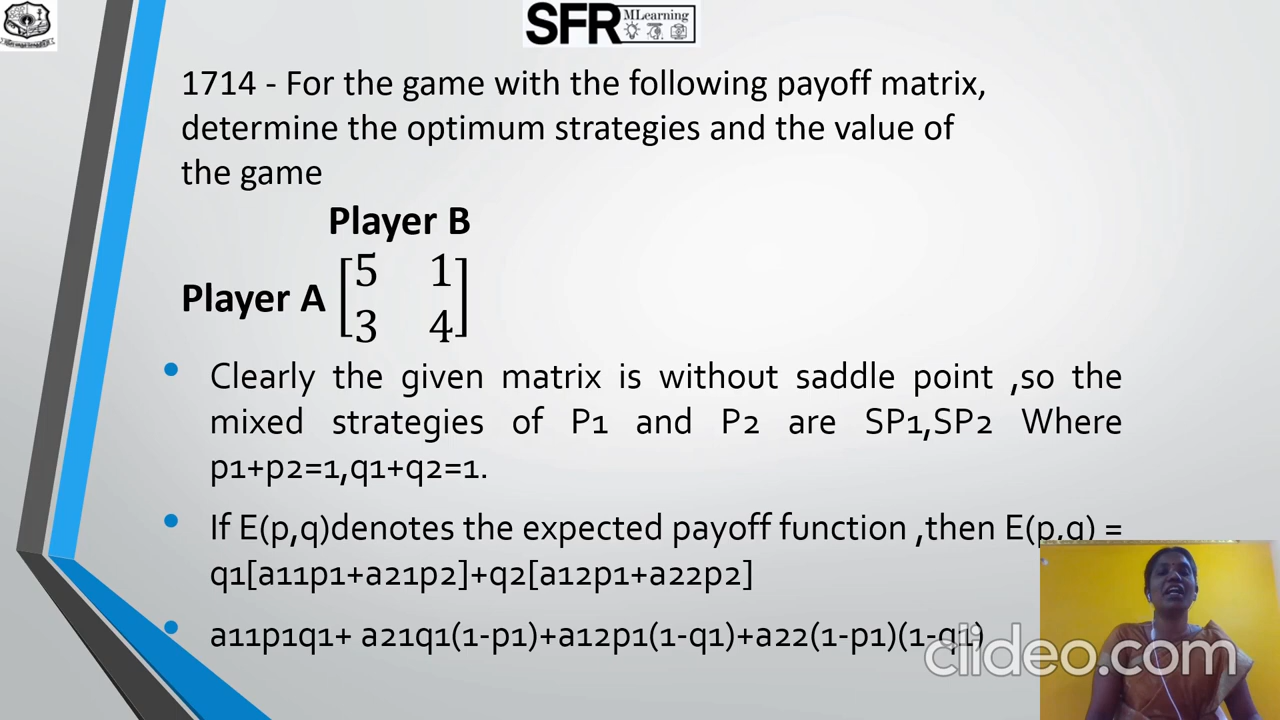 SFR MLearning
1714 - For the game with the following payoff matrix,
determine the optimum strategies and the value of
the game
Player B
Player A [5 1
3 4]
Clearly the given matrix is without saddle point ,so the
mixed strategies of P1 and P2 are SP1,SP2 Where
p1+p2=1,q1+q2=1.
If E(p,q)denotes the expected payoff function ,then E(p,q) =
q1[a11p1+a21p2]+q2[a12p1+a22p2]
a11p1q1+ a21q1(1-p1)+a12p1(1-q1)+a22(1-p1)(1-q1)
clideo.com